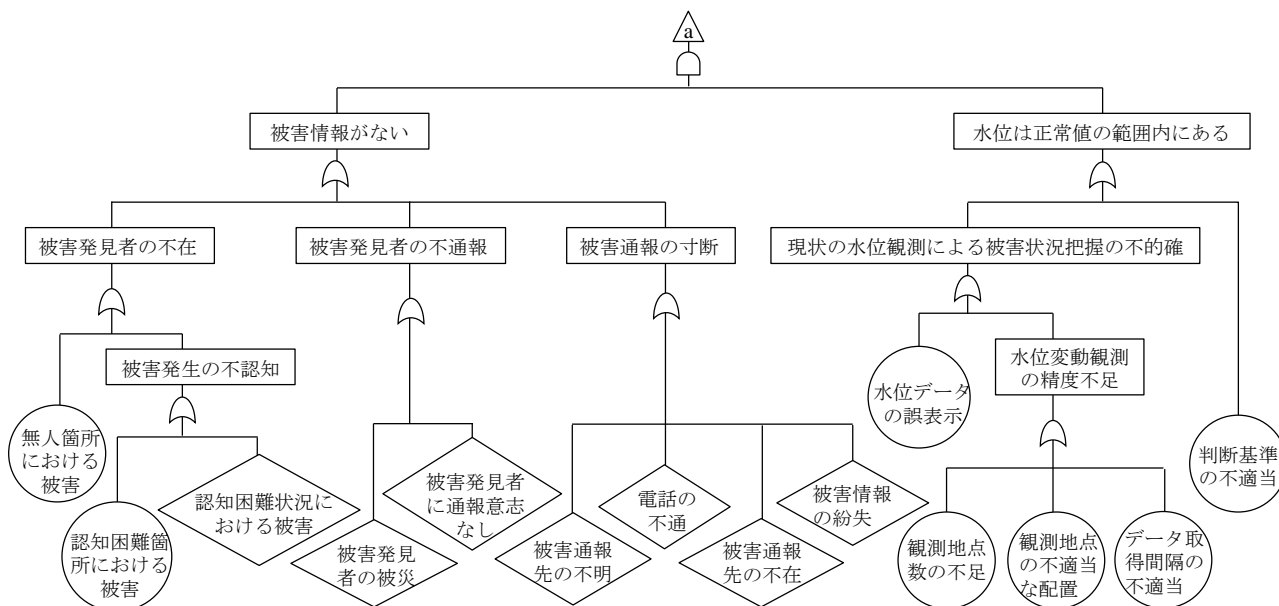 a
被害情報がない
水位は正常値の範囲内にある
被害発見者の不在
被害発見者の不通報
被害通報の寸断
現状の水位観測による被害状況把握の不的確
被害発生の不認知
水位変動観測
の精度不足
水位データ
の誤表示
無人箇所
における
被害
認知困難箇
所における
被害
認知困難状況に
おける被害
被害発見
者の被災
被害発見者
に通報意志
なし
被害通報
先の不明
電話の
不通
被害通報
先の不在
被害情報
の紛失
観測地点
数の不足
観測地点
の不適当
な配置
データ取
得間隔の
不適当
判断基準
の不適当